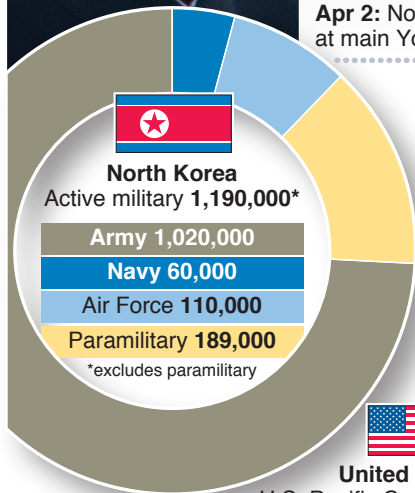 Apr 2: No
at main Yo
North Korea
Active military 1,190,000*
Army 1,020,000
Navy 60,000
Air Force 110,000
Paramilitary 189,000
*excludes paramilitary
United